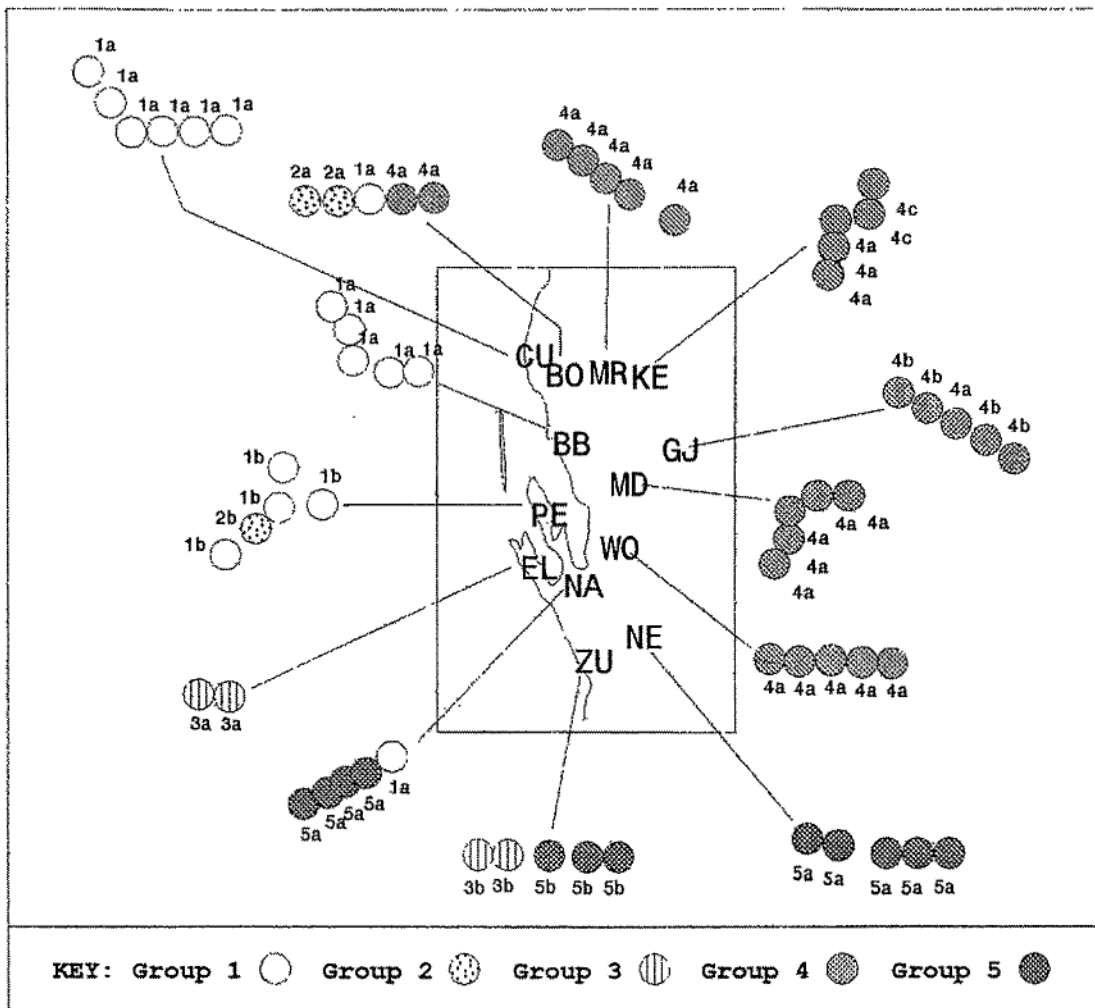 1a
1a
1a 1a 1a 1a
2a 2a 1a 4a 4a
4a
4a
4a
4a
4a
4c
4c
4a
4a
4a
1a
1a
1a
1a 1a
CU
BO
MR
KE
4b
4b
4a
4b
4b
BB
GJ
MD
1b
1b
1b
2b
1b
PE
4a 4a
4a
4a
4a
WO
EL
NA
NE
ZU
3a 3a
4a 4a 4a 4a 4a
1a
5a
5a
5a
5a
3b 3b 5b 5b 5b
5a 5a 5a 5a 5a
KEY: Group 1 Group 2 Group 3 Group 4 Group 5